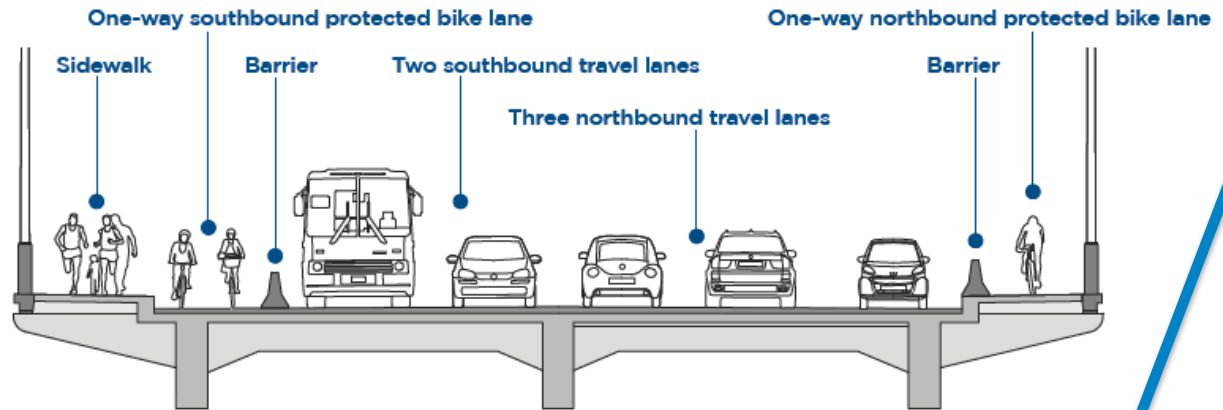 One-way southbound protected bike lane
One-way northbound protected bike lane
Sidewalk
Barrier
Two southbound travel lanes
Barrier
Three northbound travel lanes